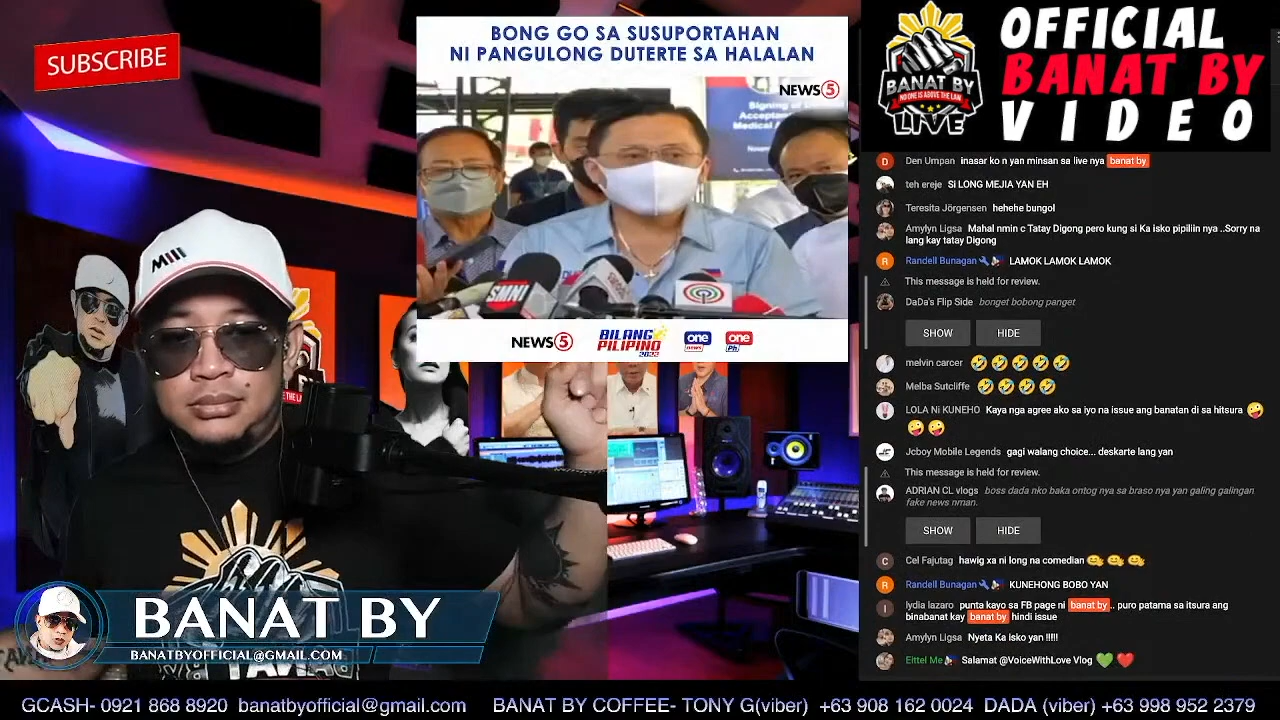 SUBSCRIBE
BONG GO SA SUSUPORTAHAN
NI PANGULONG DUTERTE SA HALALAN
NEWS5
Signing of
Acceptan
Medical A
SMNI
NEWS5
BILANG
PILIPINO
2022
one
news
one
Ph
BANAT BY
NO ONE IS ABOVE THE LAW
LIVE
OFFICIAL
BANAT BY
VIDEO
D Den Umpan inasar ko n yan minsan sa live nya banat by
teh ereje SI LONG MEJIA YAN EH
Teresita Jörgensen hehehe bungol
Amylyn Ligsa Mahal nmin c Tatay Digong pero kung si Ka isko pipiliin nya ..Sorry na
lang kay tatay Digong
R Randell Bunagan LAMOK LAMOK LAMOK
This message is held for review.
DaDa's Flip Side bonget bobong panget
SHOW HIDE
melvin carcer 🤣🤣🤣🤣🤣
Melba Sutcliffe 🤣🤣🤣🤣
LOLA Ni KUNEHO Kaya nga agree ako sa iyo na issue ang banatan di sa hitsura 🤪
🤪🤪
Jcboy Mobile Legends gagi walang choice... deskarte lang yan
This message is held for review.
ADRIAN CL vlogs boss dada nko baka ontog nya sa braso nya yan galing galingan
fake news nman.
SHOW HIDE
C Cel Fajutag hawig xa ni long na comedian
R Randell Bunagan KUNEHONG BOBO YAN
l lydia lazaro punta kayo sa FB page ni banat by .. puro patama sa itsura ang
binabanat kay banat by hindi issue
Amylyn Ligsa Nyeta Ka isko yan !!!!!
Eittel Me Salamat @VoiceWithLove Vlog 💚 ❤️
BANAT BY
BANATBYOFFICIAL@GMAIL.COM
GCASH- 0921 868 8920 banatbyofficial@gmail.com BANAT BY COFFEE- TONY G(viber) +63 908 162 0024 DADA (viber) +63 998 952 2379